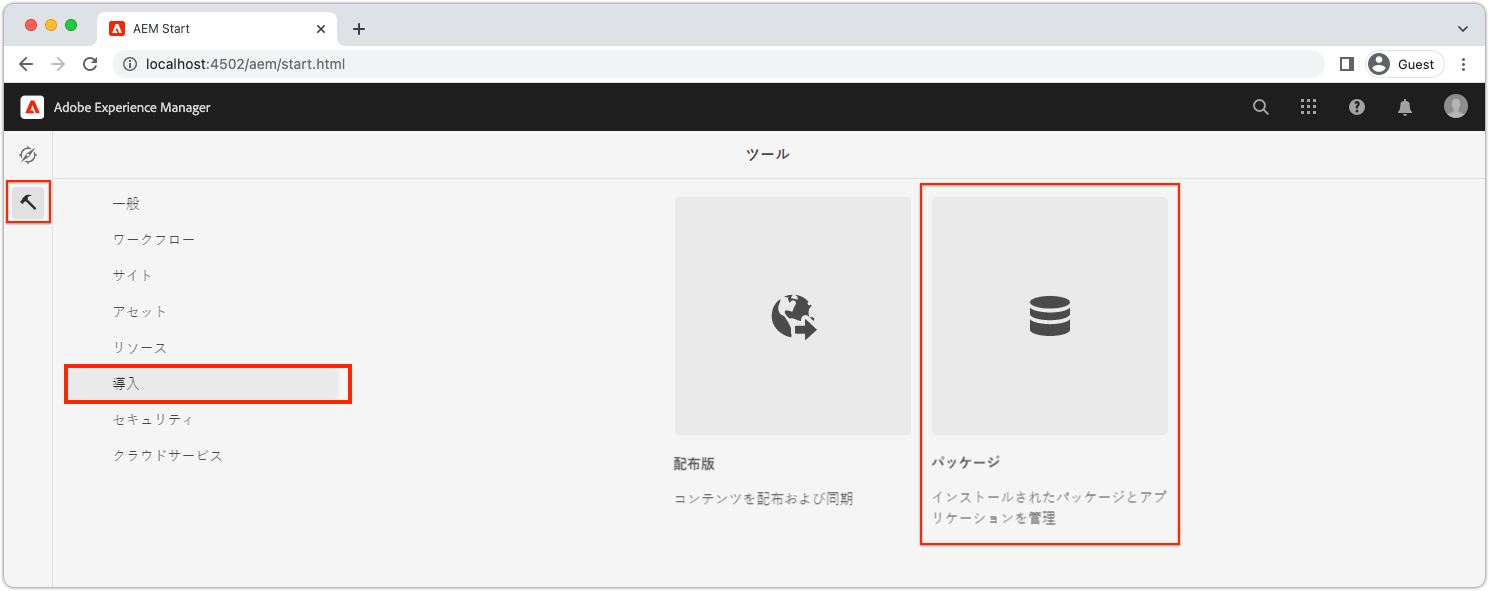 AEM Start
localhost:4502/aem/start.html
Guest
Adobe Experience Manager
ツール
一般
ワークフロー
サイト
アセット
リソース
導入
セキュリティ
クラウドサービス
配布版
コンテンツを配布および同期
パッケージ
インストールされたパッケージとアプ
リケーションを管理